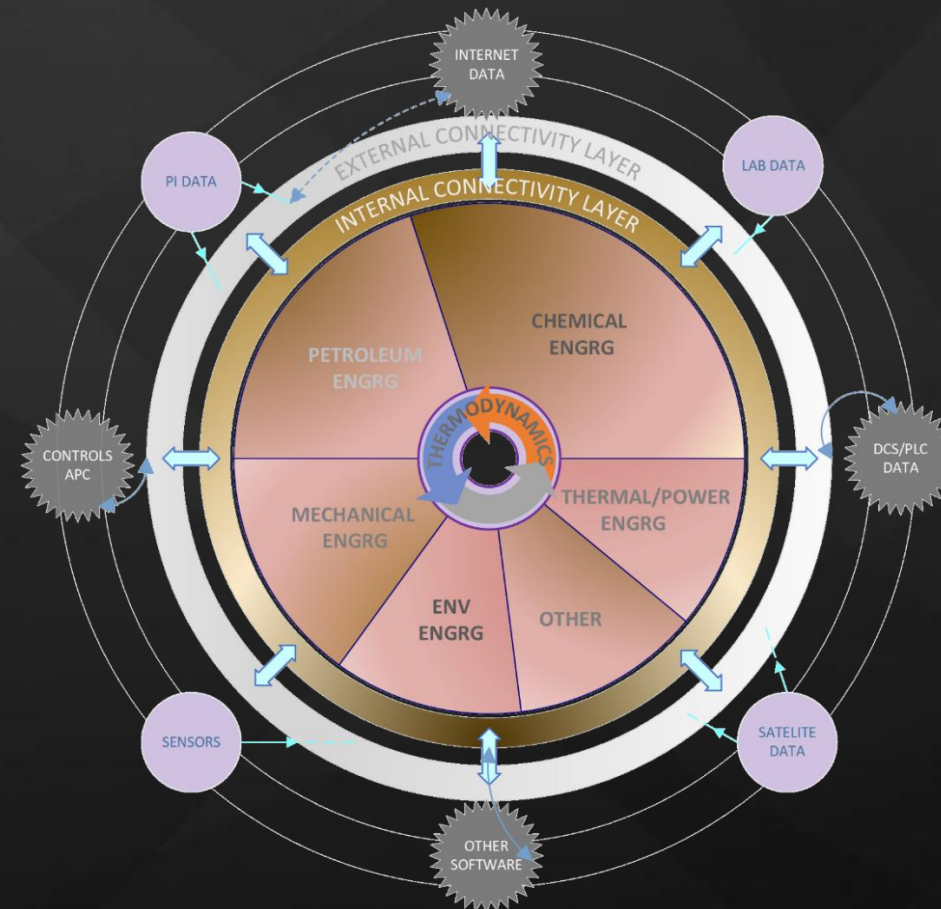 INTERNET
DATA
EXTERNAL CONNECTIVITY LAYER
PI DATA
LAB DATA
INTERNAL CONNECTIVITY LAYER
CHEMICAL
ENGRG
PETROLEUM
ENGRG
THERMODYNAMICS
CONTROLS
APC
DCS/PLC
DATA
THERMAL/POWER
ENGRG
MECHANICAL
ENGRG
ENV
ENGRG
OTHER
SENSORS
SATELITE
DATA
OTHER
SOFTWARE